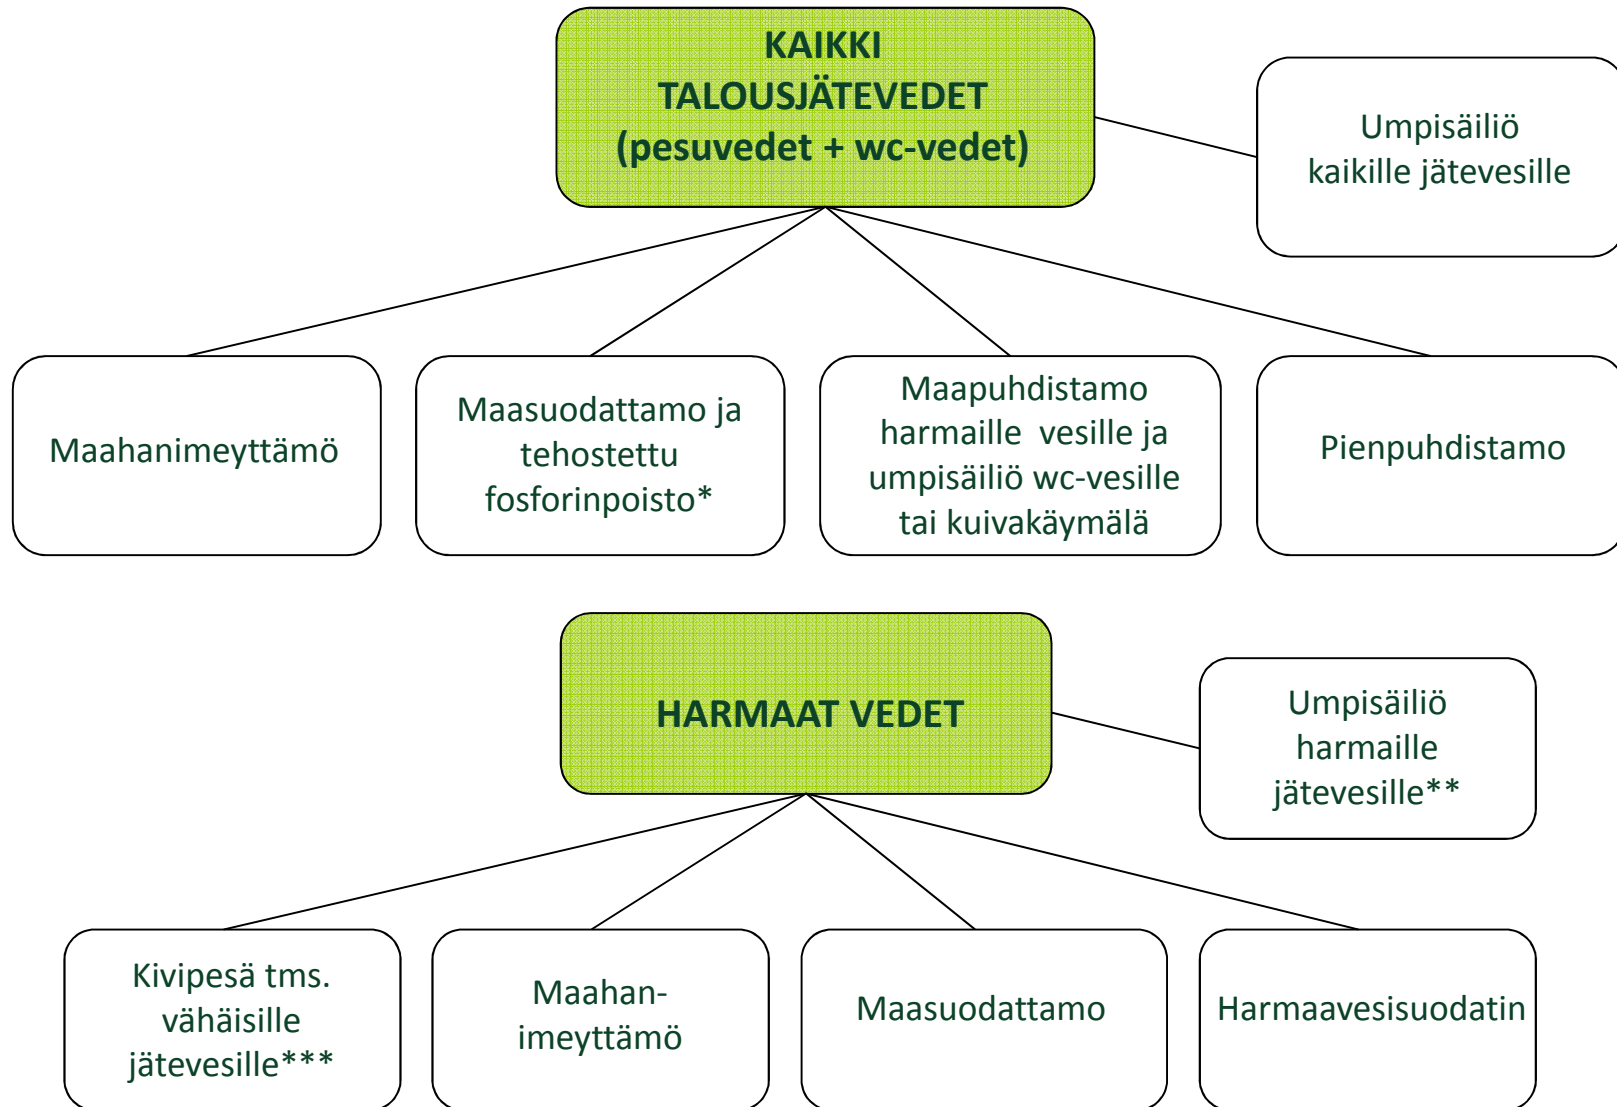 KAIKKI
TALOUSJÄTEVEDET
(pesuvedet + wc-vedet)
Umpisäiliö
kaikille jätevesille
Maahanimeyttämö
Maasuodattamo ja
tehostettu
fosforinpoisto*
Maapuhdistamo
harmaille vesille ja
umpisäiliö wc-vesille
tai kuivakäymälä
Pienpuhdistamo
HARMAAT VEDET
Umpisäiliö
harmaille
jätevesille**
Kivipesä tms.
vähäisille
jätevesille***
Maahan-
imeyttämö
Maasuodattamo
Harmaavesisuodatin